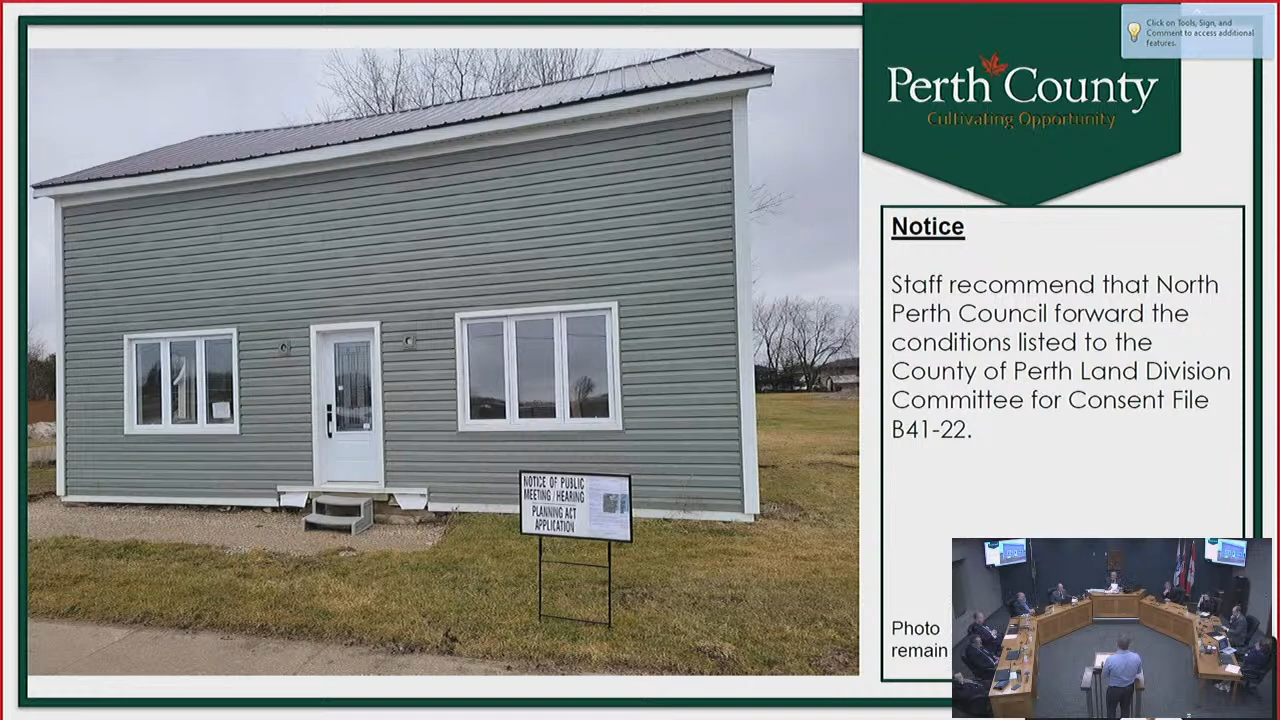 Click on Tools, Sign, and
Comment to access additional
features.
Perth County
Cultivating Opportunity
Notice
Staff recommend that North
Perth Council forward the
conditions listed to the
County of Perth Land Division
Committee for Consent File
B41-22.
Photo
remain
NOTICE OF PUBLIC
MEETING / HEARING
PLANNING ACT
APPLICATION